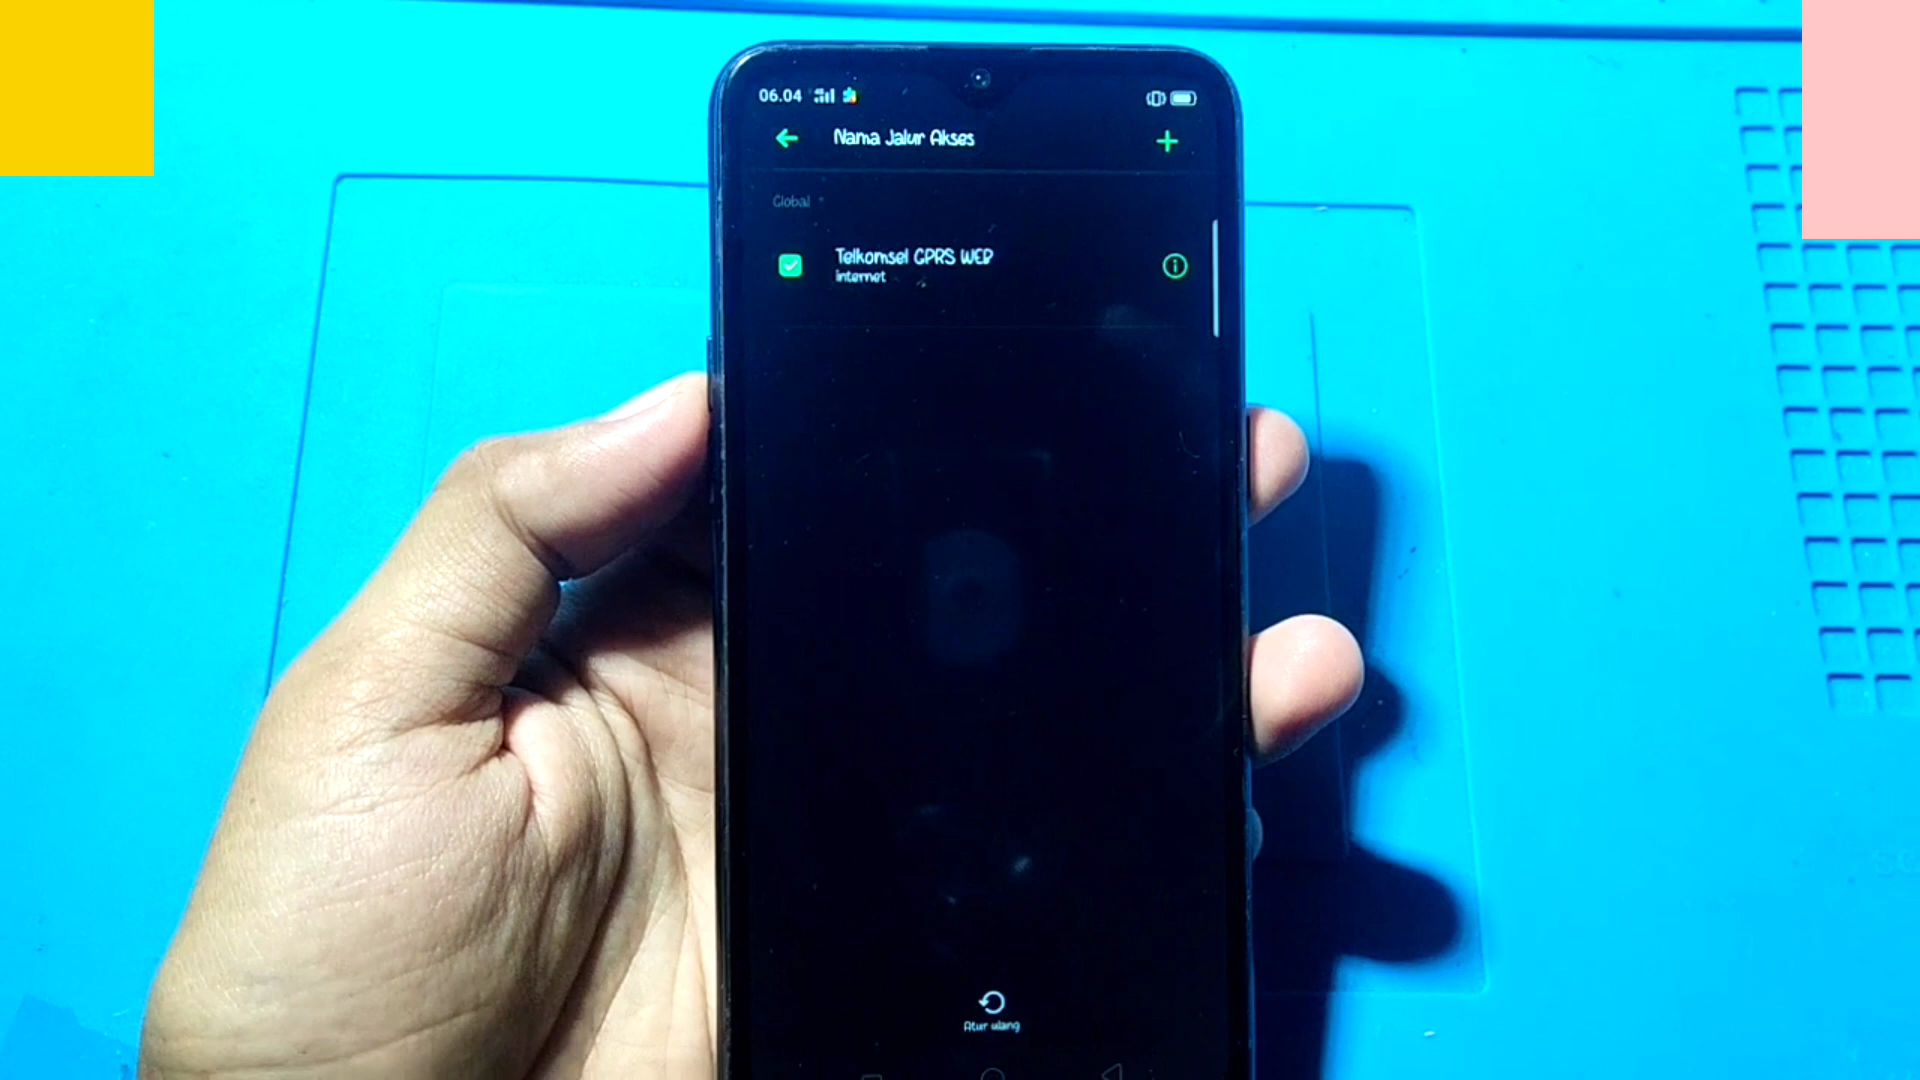 06.04
Nama Jalur Akses
Global
Telkomsel GPRS WEB
internet
Atur ulang